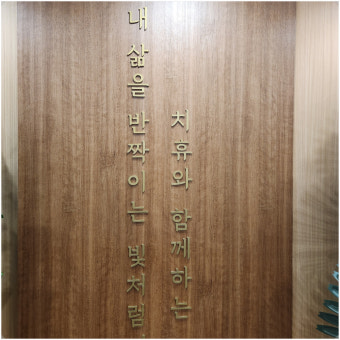 내 삶을 반짝이는 빛처럼
치유와 함께하는